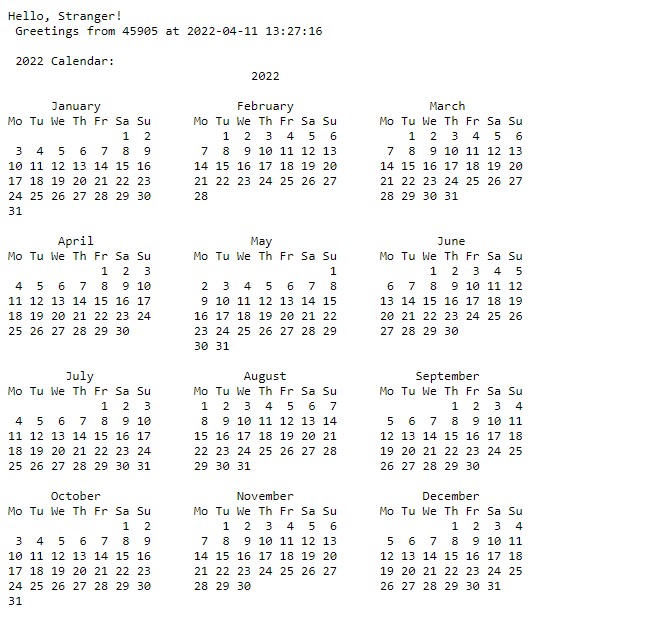 Hello, Stranger!
 Greetings from 45905 at 2022-04-11 13:27:16

 2022 Calendar:
                                  2022

      January                   February                   March
Mo Tu We Th Fr Sa Su      Mo Tu We Th Fr Sa Su      Mo Tu We Th Fr Sa Su
                1  2          1  2  3  4  5  6          1  2  3  4  5  6
 3  4  5  6  7  8  9       7  8  9 10 11 12 13       7  8  9 10 11 12 13
10 11 12 13 14 15 16      14 15 16 17 18 19 20      14 15 16 17 18 19 20
17 18 19 20 21 22 23      21 22 23 24 25 26 27      21 22 23 24 25 26 27
24 25 26 27 28 29 30      28                        28 29 30 31
31

       April                      May                       June
Mo Tu We Th Fr Sa Su      Mo Tu We Th Fr Sa Su      Mo Tu We Th Fr Sa Su
             1  2  3                         1             1  2  3  4  5
 4  5  6  7  8  9 10       2  3  4  5  6  7  8       6  7  8  9 10 11 12
11 12 13 14 15 16 17       9 10 11 12 13 14 15      13 14 15 16 17 18 19
18 19 20 21 22 23 24      16 17 18 19 20 21 22      20 21 22 23 24 25 26
25 26 27 28 29 30         23 24 25 26 27 28 29      27 28 29 30
                          30 31

        July                     August                  September
Mo Tu We Th Fr Sa Su      Mo Tu We Th Fr Sa Su      Mo Tu We Th Fr Sa Su
             1  2  3       1  2  3  4  5  6  7                1  2  3  4
 4  5  6  7  8  9 10       8  9 10 11 12 13 14       5  6  7  8  9 10 11
11 12 13 14 15 16 17      15 16 17 18 19 20 21      12 13 14 15 16 17 18
18 19 20 21 22 23 24      22 23 24 25 26 27 28      19 20 21 22 23 24 25
25 26 27 28 29 30 31      29 30 31                  26 27 28 29 30

      October                   November                  December
Mo Tu We Th Fr Sa Su      Mo Tu We Th Fr Sa Su      Mo Tu We Th Fr Sa Su
                1  2          1  2  3  4  5  6                1  2  3  4
 3  4  5  6  7  8  9       7  8  9 10 11 12 13       5  6  7  8  9 10 11
10 11 12 13 14 15 16      14 15 16 17 18 19 20      12 13 14 15 16 17 18
17 18 19 20 21 22 23      21 22 23 24 25 26 27      19 20 21 22 23 24 25
24 25 26 27 28 29 30      28 29 30                  26 27 28 29 30 31
31